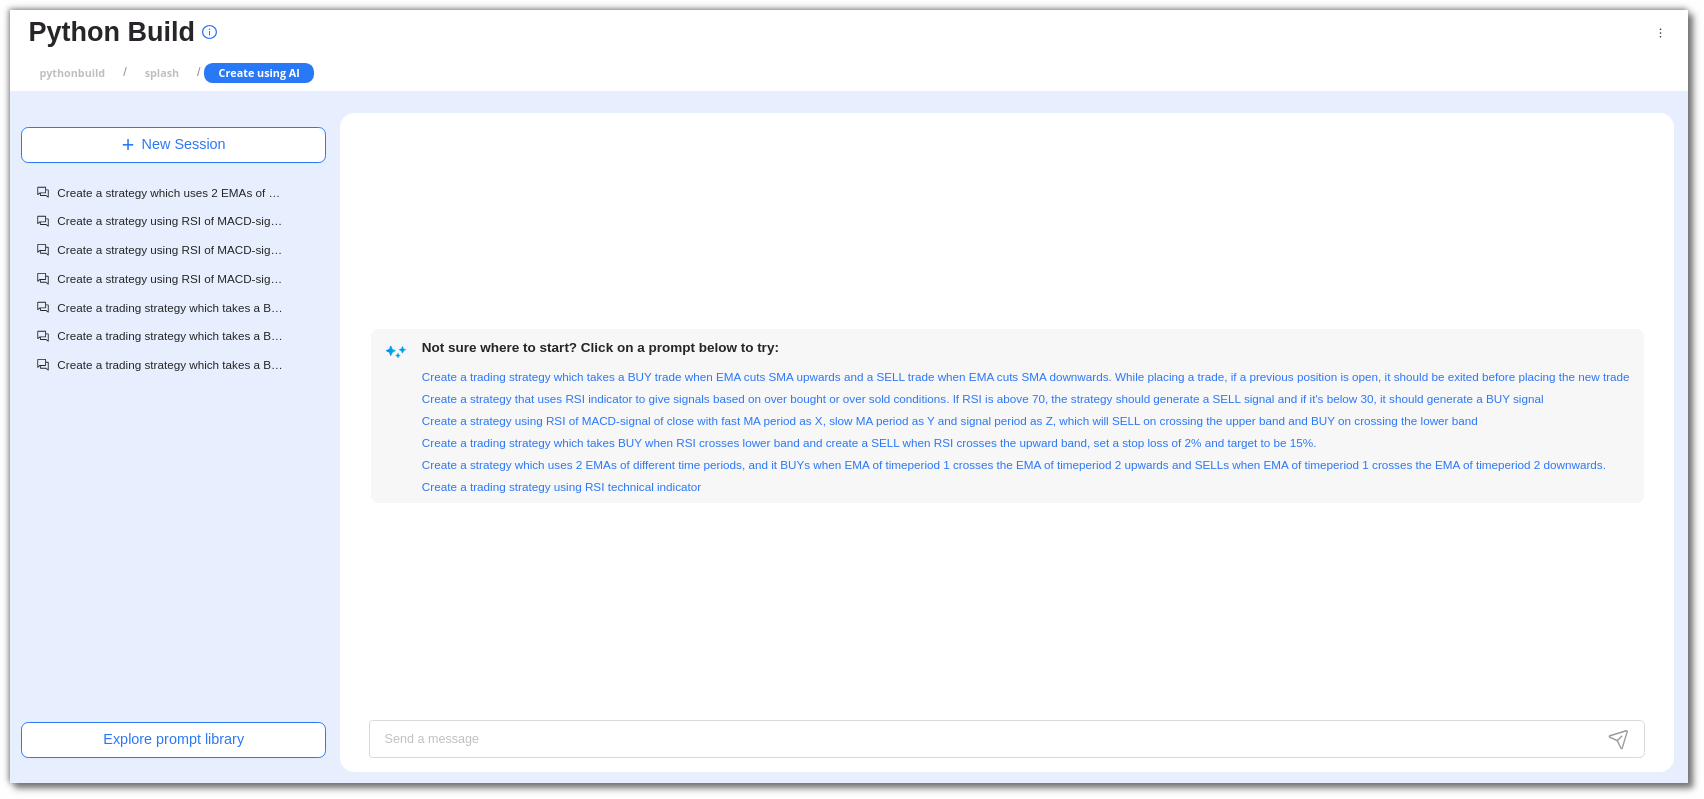 Python Build
pythonbuild / splash / Create using AI
+ New Session
Create a strategy which uses 2 EMAs of …
Create a strategy using RSI of MACD-sig…
Create a strategy using RSI of MACD-sig…
Create a strategy using RSI of MACD-sig…
Create a trading strategy which takes a B…
Create a trading strategy which takes a B…
Create a trading strategy which takes a B…
Explore prompt library
Not sure where to start? Click on a prompt below to try:
Create a trading strategy which takes a BUY trade when EMA cuts SMA upwards and a SELL trade when EMA cuts SMA downwards. While placing a trade, if a previous position is open, it should be exited before placing the new trade
Create a strategy that uses RSI indicator to give signals based on over bought or over sold conditions. If RSI is above 70, the strategy should generate a SELL signal and if it's below 30, it should generate a BUY signal
Create a strategy using RSI of MACD-signal of close with fast MA period as X, slow MA period as Y and signal period as Z, which will SELL on crossing the upper band and BUY on crossing the lower band
Create a trading strategy which takes BUY when RSI crosses lower band and create a SELL when RSI crosses the upward band, set a stop loss of 2% and target to be 15%.
Create a strategy which uses 2 EMAs of different time periods, and it BUYs when EMA of timeperiod 1 crosses the EMA of timeperiod 2 upwards and SELLs when EMA of timeperiod 1 crosses the EMA of timeperiod 2 downwards.
Create a trading strategy using RSI technical indicator
Send a message